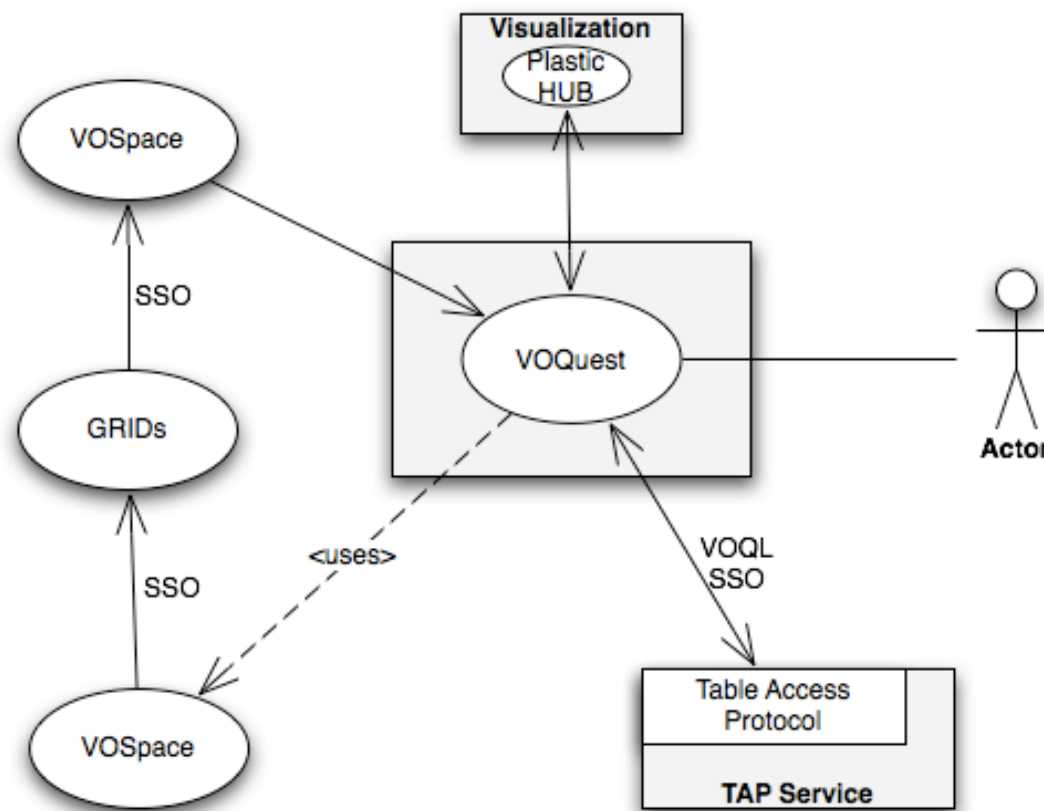 Visualization
Plastic
HUB
VOSpace
SSO
VOQuest
GRIDs
Actor
<uses>
VOQL
SSO
SSO
Table Access
Protocol
VOSpace
TAP Service